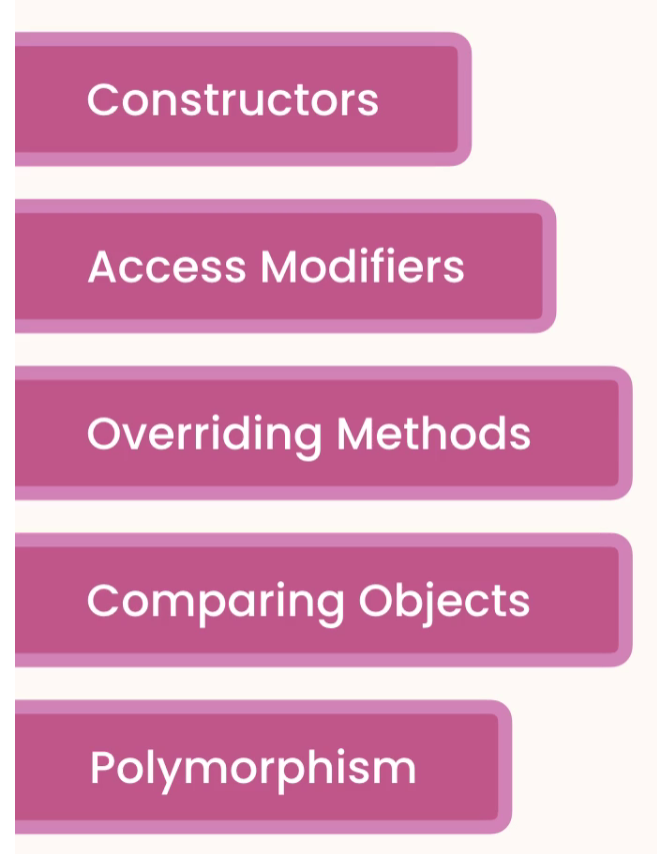 Constructors
Access Modifiers
Overriding Methods
Comparing Objects
Polymorphism